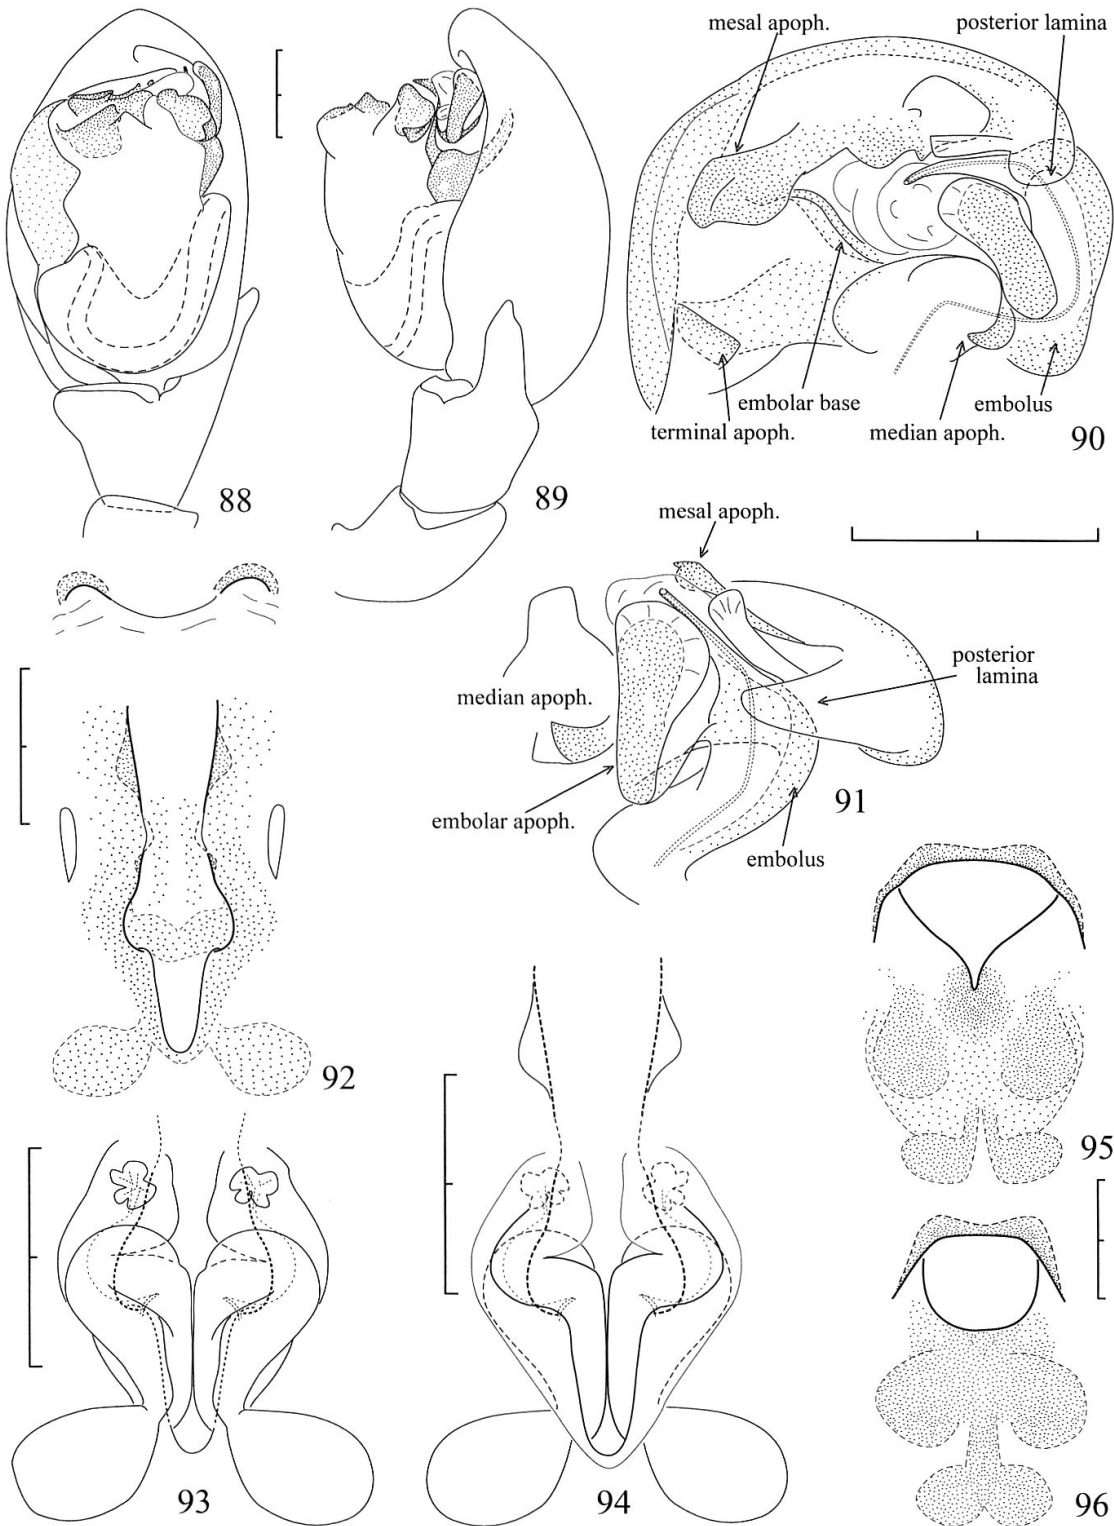 mesal apoph.
posterior lamina
embolar base
embolus
terminal apoph.
median apoph.
90
88
89
mesal apoph.
posterior
lamina
median apoph.
embolar apoph.
91
embolus
92
95
93
94
96